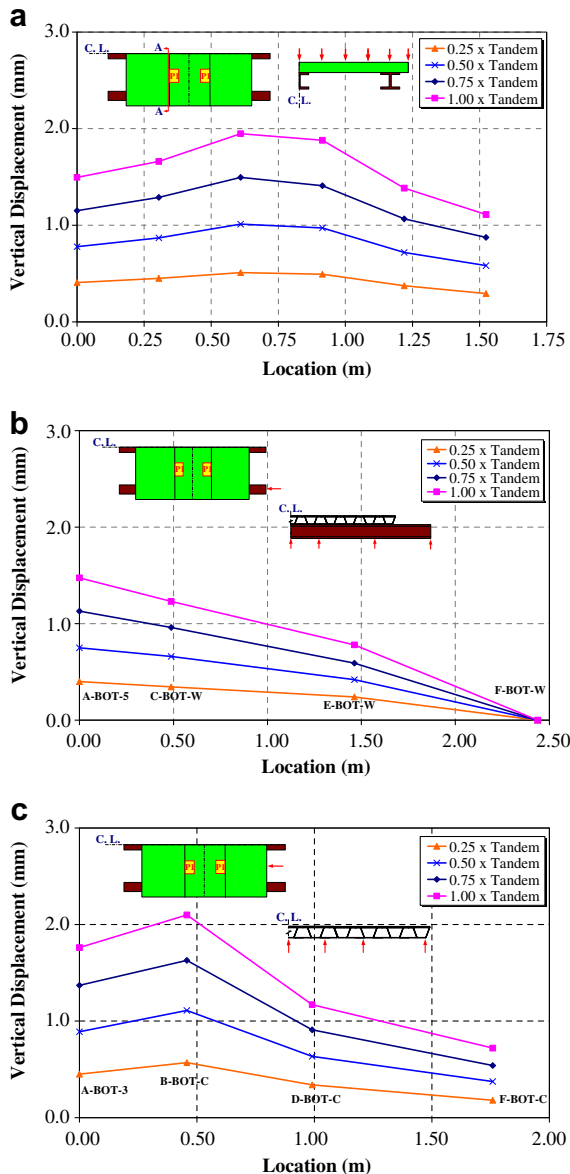 a
3.0
2.0
1.0
0.0
Vertical Displacement (mm)
C. L.
A
P1
P1
A
C. L.
0.25 x Tandem
0.50 x Tandem
0.75 x Tandem
1.00 x Tandem
0.00 0.25 0.50 0.75 1.00 1.25 1.50 1.75
Location (m)
b
3.0
2.0
1.0
0.0
Vertical Displacement (mm)
C. L.
P1
P1
C. L.
0.25 x Tandem
0.50 x Tandem
0.75 x Tandem
1.00 x Tandem
A-BOT-5
C-BOT-W
E-BOT-W
F-BOT-W
0.00 0.50 1.00 1.50 2.00 2.50
Location (m)
c
3.0
2.0
1.0
0.0
Vertical Displacement (mm)
C. L.
P1
P1
C. L.
0.25 x Tandem
0.50 x Tandem
0.75 x Tandem
1.00 x Tandem
A-BOT-3
B-BOT-C
D-BOT-C
F-BOT-C
0.00 0.50 1.00 1.50 2.00
Location (m)